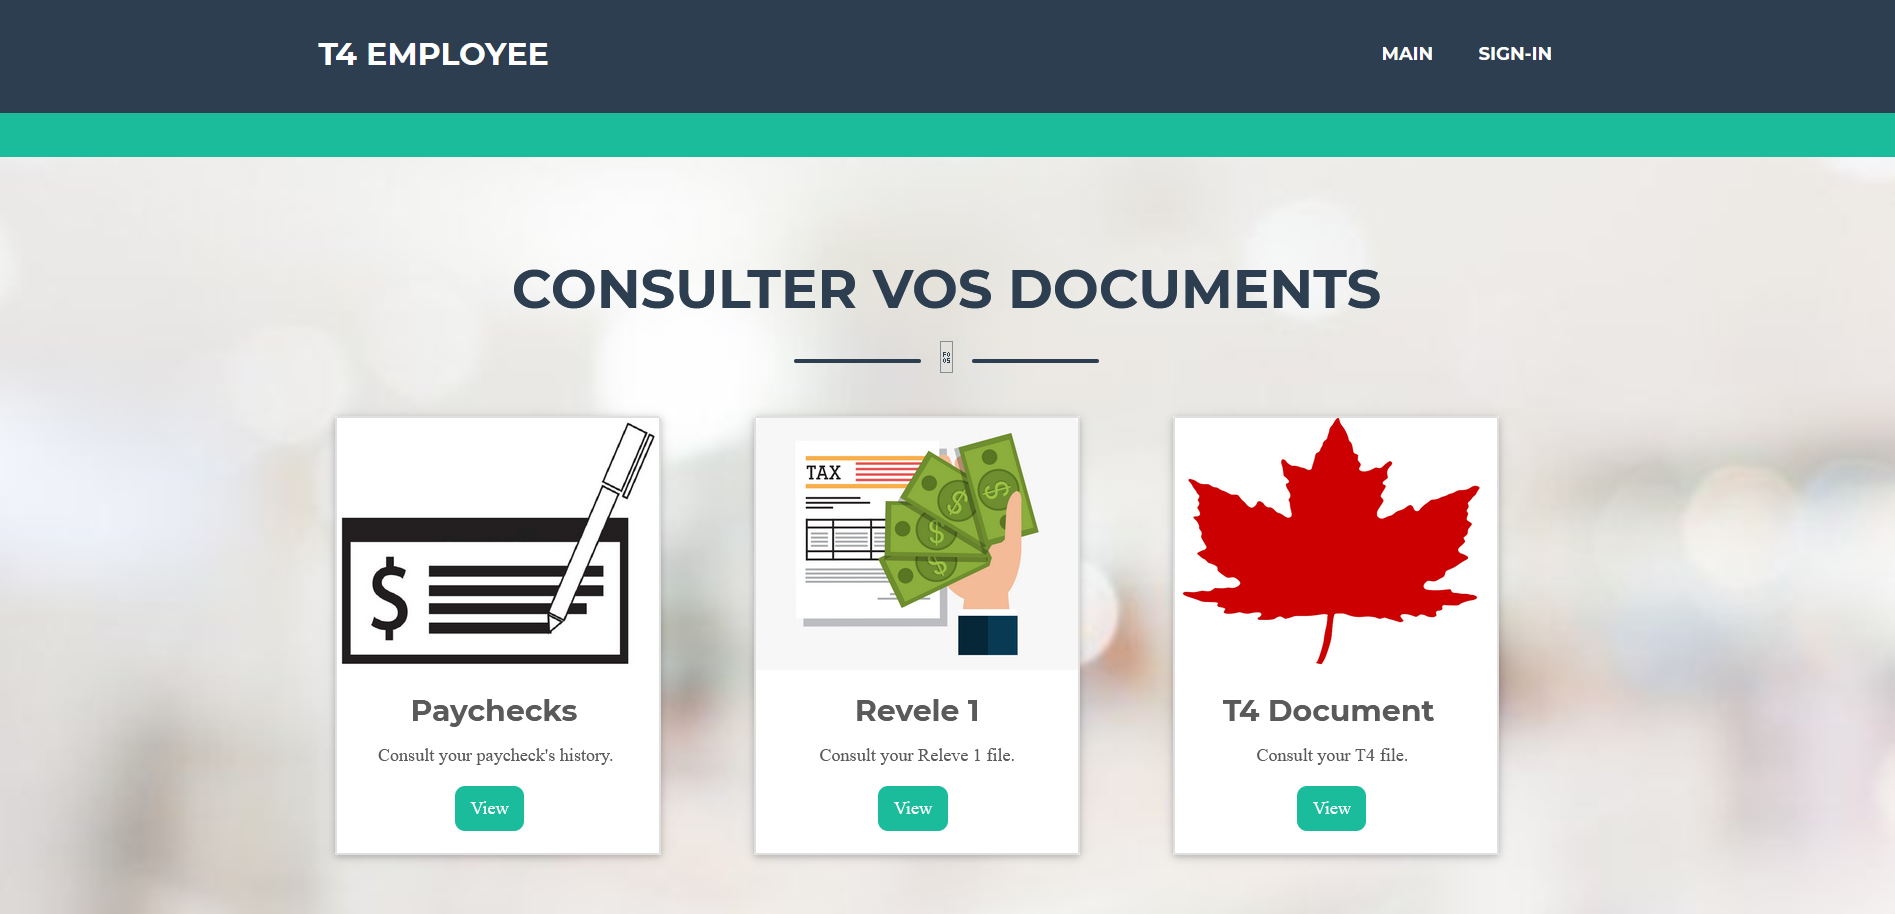 T4 EMPLOYEE
MAIN
SIGN-IN
CONSULTER VOS DOCUMENTS
$
TAX
$
$
$
$
Paychecks
Revele 1
T4 Document
Consult your paycheck's history.
Consult your Releve 1 file.
Consult your T4 file.
View
View
View